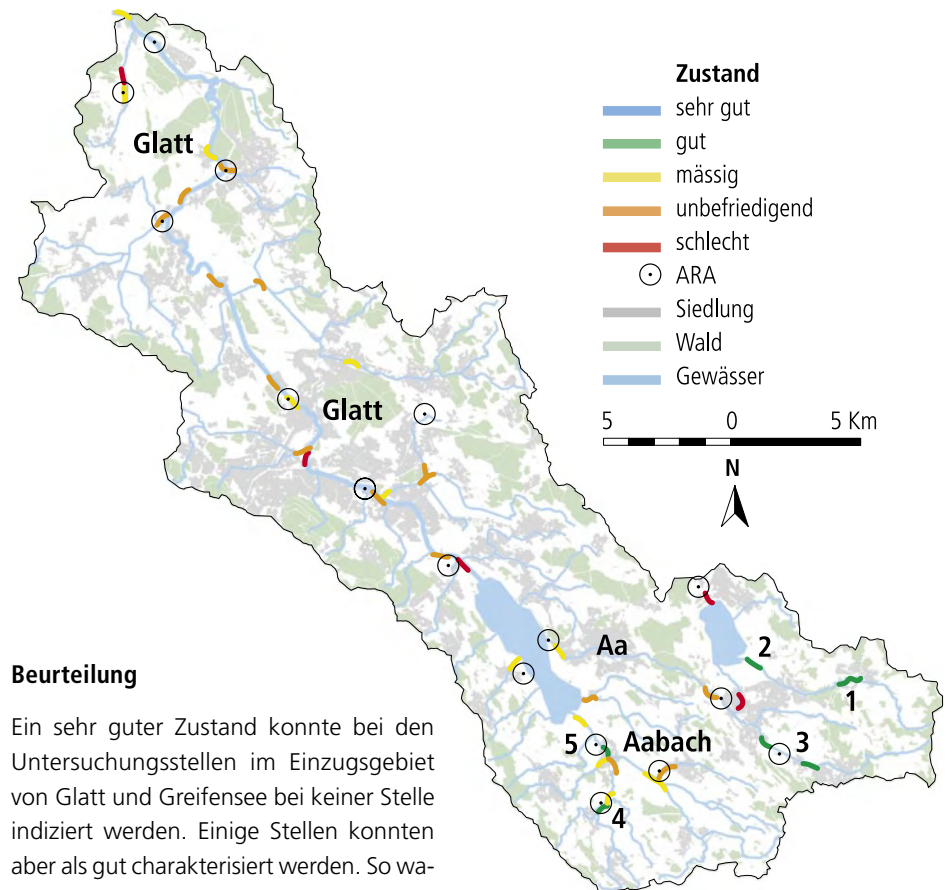 Zustand
sehr gut
gut
mässig
unbefriedigend
schlecht
ARA
Siedlung
Wald
Gewässer
5 0 5 Km
N
Glatt
Glatt
Aa
2
1
3
5
Aabach
4
Beurteilung
Ein sehr guter Zustand konnte bei den
Untersuchungsstellen im Einzugsgebiet
von Glatt und Greifensee bei keiner Stelle
indiziert werden. Einige Stellen konnten
aber als gut charakterisiert werden. So wa-